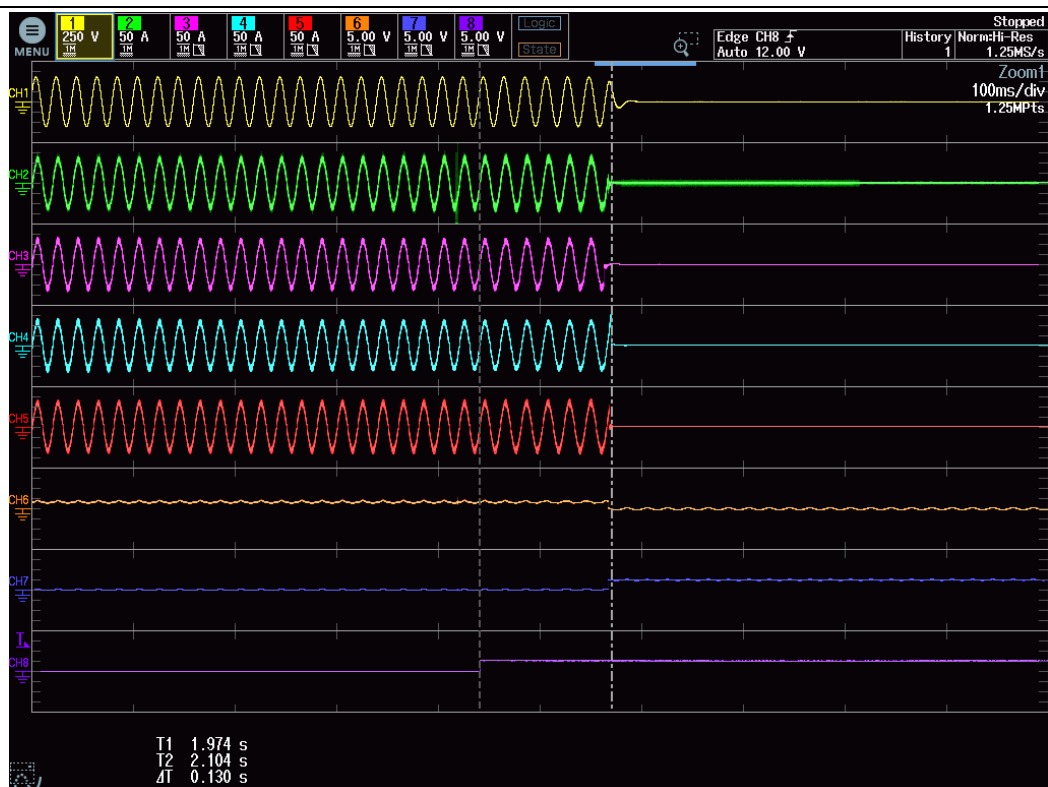 1 2 3 4 5 6 7 8 Logic Stopped
250 V 50 A 50 A 50 A 50 A 5.00 V 5.00 V 5.00 V Edge CH8 History Norm:Hi-Res
MENU 1M 1M 1M 1M 1M 1M 1M 1M State Auto 12.00 V 1 1.25MS/s
Zoom1
100ms/div
1.25MPts
CH1
CH2
CH3
CH4
CH5
CH6
CH7
T
CH8
T1 1.974 s
T2 2.104 s
ΔT 0.130 s